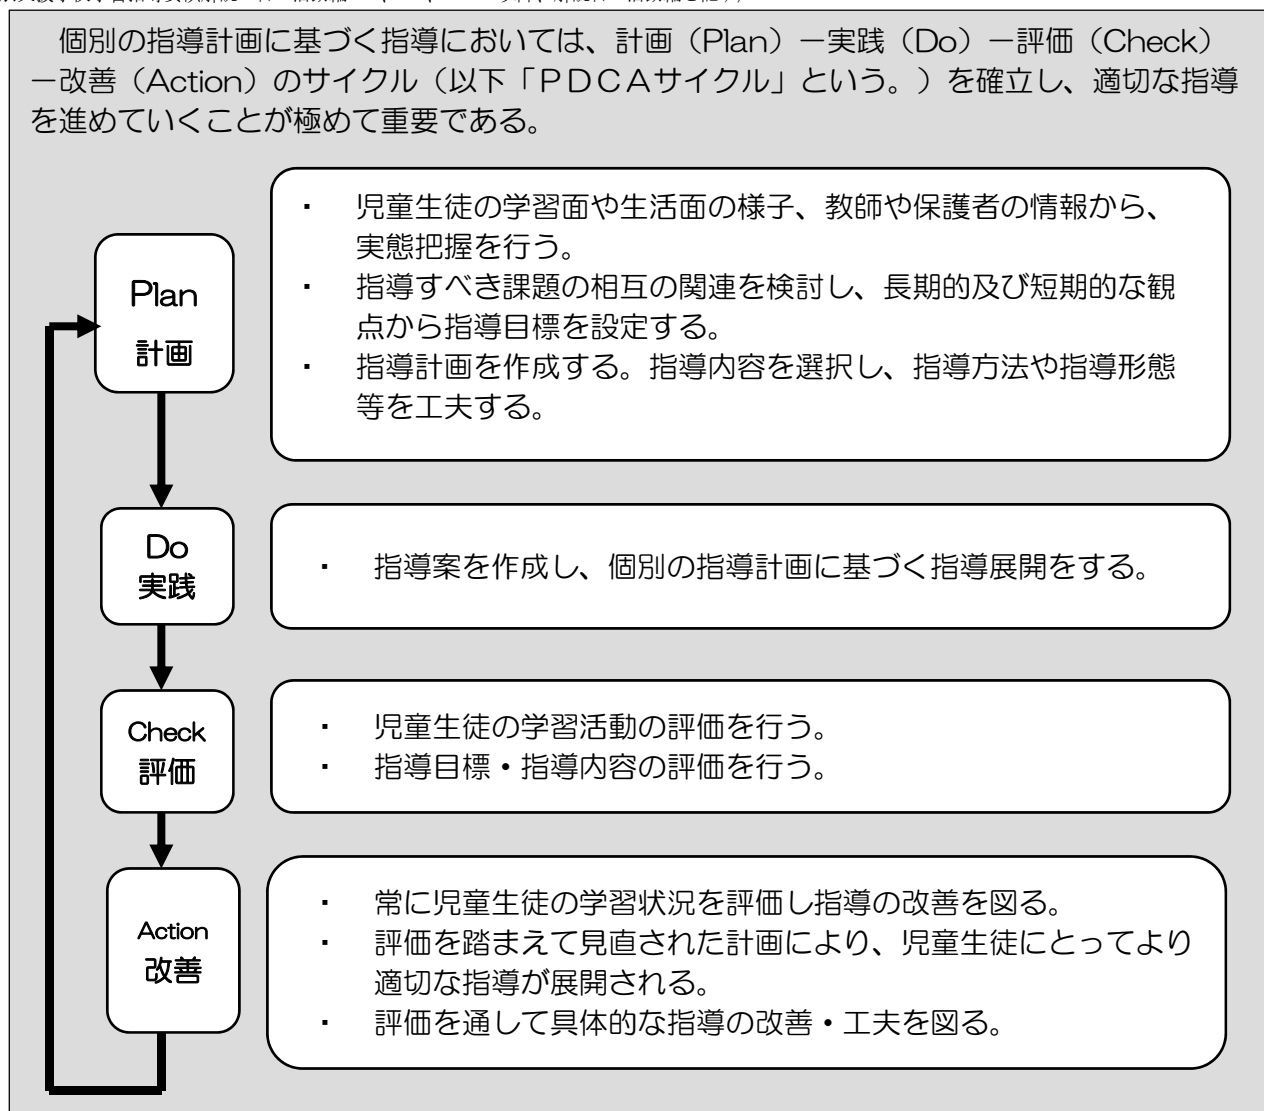 個別の指導計画に基づく指導においては、計画（Plan）－実践（Do）－評価（Check）
－改善（Action）のサイクル（以下「ＰＤＣＡサイクル」という。）を確立し、適切な指導
を進めていくことが極めて重要である。
Plan
計画
・ 児童生徒の学習面や生活面の様子、教師や保護者の情報から、
実態把握を行う。
・ 指導すべき課題の相互の関連を検討し、長期的及び短期的な観
点から指導目標を設定する。
・ 指導計画を作成する。指導内容を選択し、指導方法や指導形態
等を工夫する。
Do
実践
・ 指導案を作成し、個別の指導計画に基づく指導展開をする。
Check
評価
・ 児童生徒の学習活動の評価を行う。
・ 指導目標・指導内容の評価を行う。
Action
改善
・ 常に児童生徒の学習状況を評価し指導の改善を図る。
・ 評価を踏まえて見直された計画により、児童生徒にとってより
適切な指導が展開される。
・ 評価を通して具体的な指導の改善・工夫を図る。